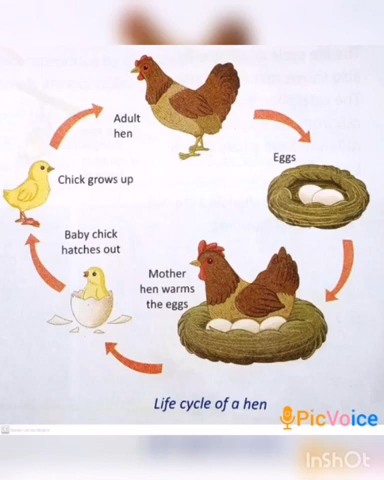 Adult
hen
Eggs
Chick grows up
Baby chick
hatches out
Mother
hen warms
the eggs
Life cycle of a hen
PicVoice
InShOt